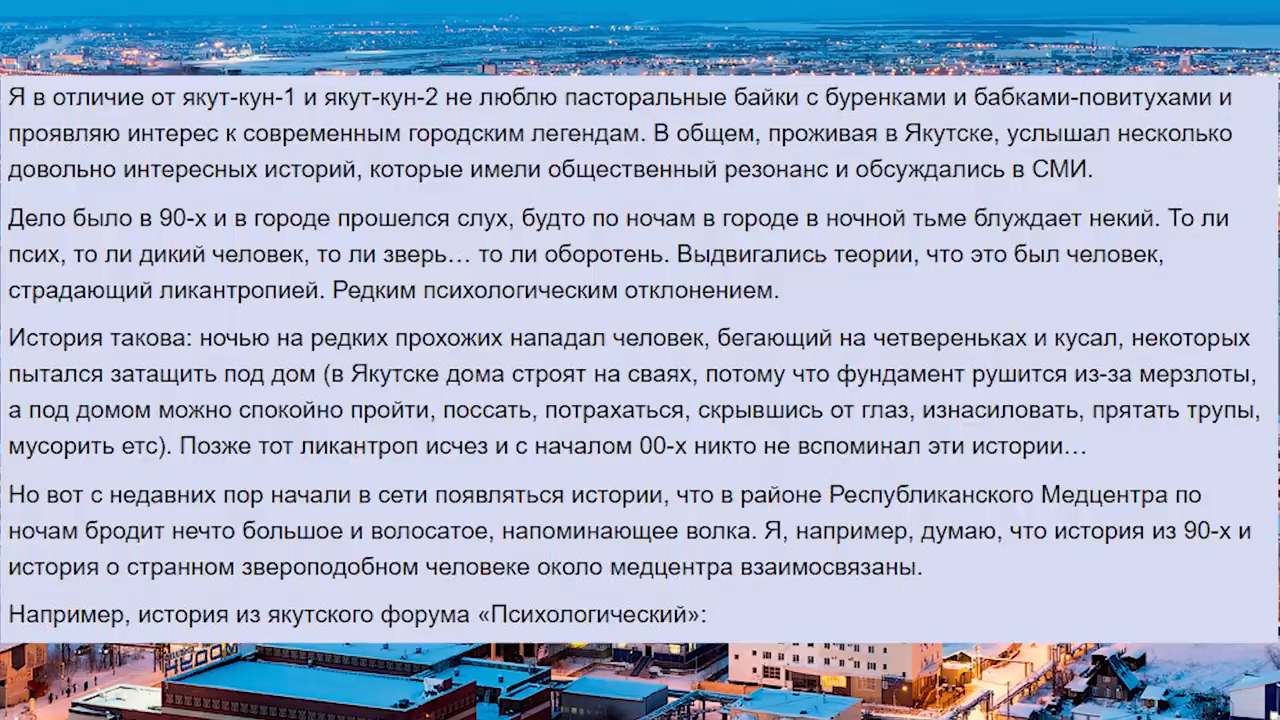 Я в отличие от якут-кун-1 и якут-кун-2 не люблю пасторальные байки с буренками и бабками-повитухами и
проявляю интерес к современным городским легендам. В общем, проживая в Якутске, услышал несколько
довольно интересных историй, которые имели общественный резонанс и обсуждались в СМИ.
Дело было в 90-х и в городе прошелся слух, будто по ночам в городе в ночной тьме блуждает некий. То ли
псих, то ли дикий человек, то ли зверь… то ли оборотень. Выдвигались теории, что это был человек,
страдающий ликантропией. Редким психологическим отклонением.
История такова: ночью на редких прохожих нападал человек, бегающий на четвереньках и кусал, некоторых
пытался затащить под дом (в Якутске дома строят на сваях, потому что фундамент рушится из-за мерзлоты,
а под домом можно спокойно пройти, поссать, потрахаться, скрывшись от глаз, изнасиловать, прятать трупы,
мусорить етс). Позже тот ликантроп исчез и с началом 00-х никто не вспоминал эти истории…
Но вот с недавних пор начали в сети появляться истории, что в районе Республиканского Медцентра по
ночам бродит нечто большое и волосатое, напоминающее волка. Я, например, думаю, что история из 90-х и
история о странном звероподобном человеке около медцентра взаимосвязаны.
Например, история из якутского форума «Психологический»: